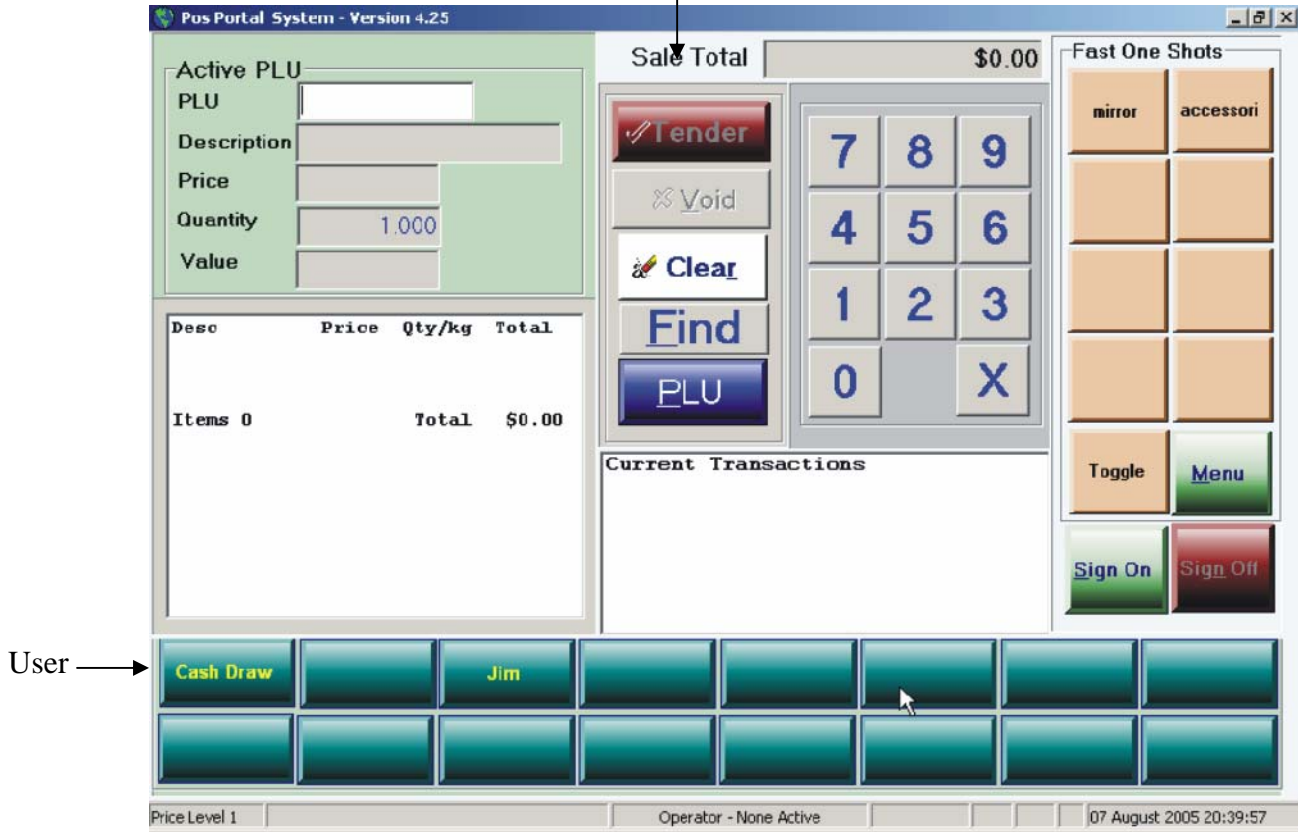 Pos Portal System - Version 4.25
Active PLU
PLU
Description
Price
Quantity 1.000
Value
Sale Total $0.00
Tender
Void
Clear
Find
PLU
7 8 9
4 5 6
1 2 3
0 X
Fast One Shots
mirror accessori
Toggle Menu
Sign On Sign Off
Desc Price Qty/kg Total
Items 0 Total $0.00
Current Transactions
User
Cash Draw Jim
Price Level 1 Operator - None Active 07 August 2005 20:39:57